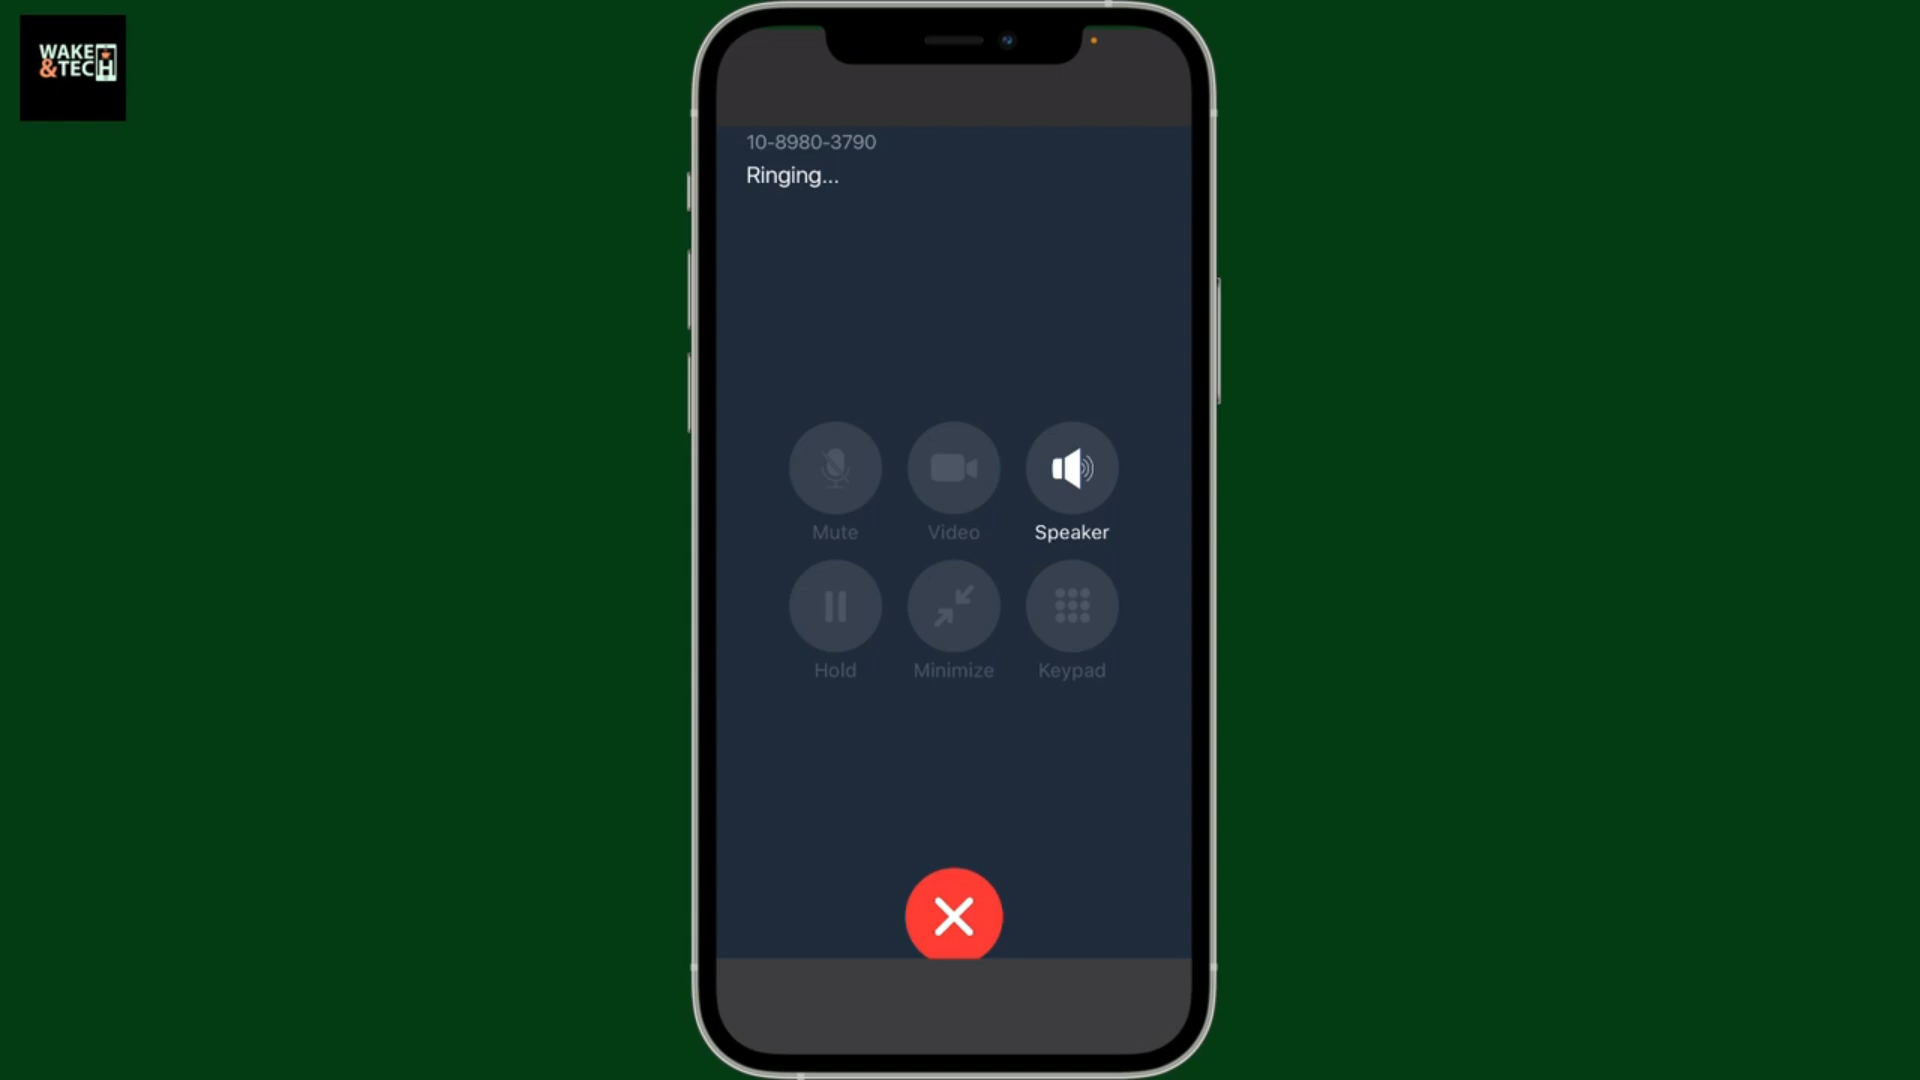 WAKE
&TECH
10-8980-3790
Ringing...
Mute
Video
Speaker
Hold
Minimize
Keypad